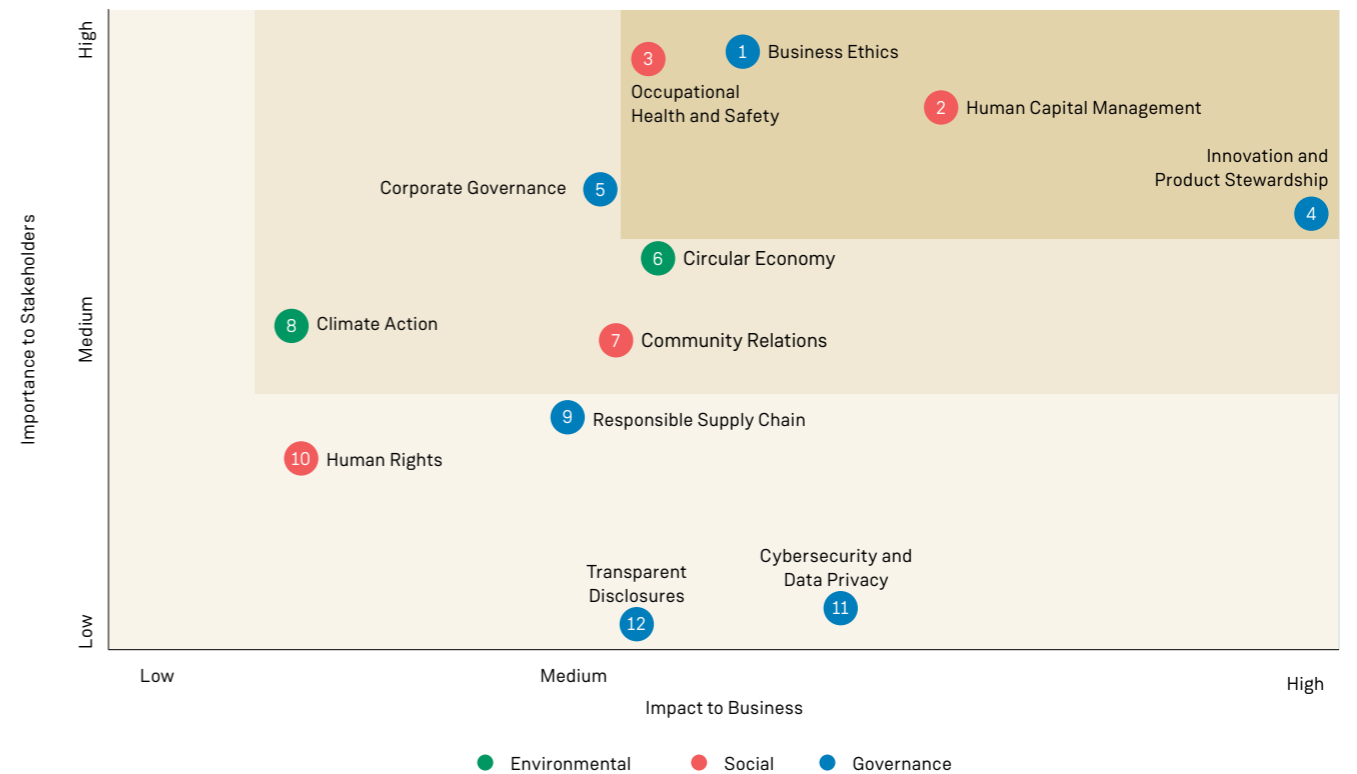 High
3
1
Business Ethics
Occupational
Health and Safety
2
Human Capital Management
Innovation and
Product Stewardship
4
Corporate Governance
5
6
Circular Economy
Importance to Stakeholders
Medium
8
Climate Action
7
Community Relations
9
Responsible Supply Chain
10
Human Rights
Transparent
Disclosures
12
Cybersecurity and
Data Privacy
11
Low
Low
Medium
High
Impact to Business
Environmental
Social
Governance